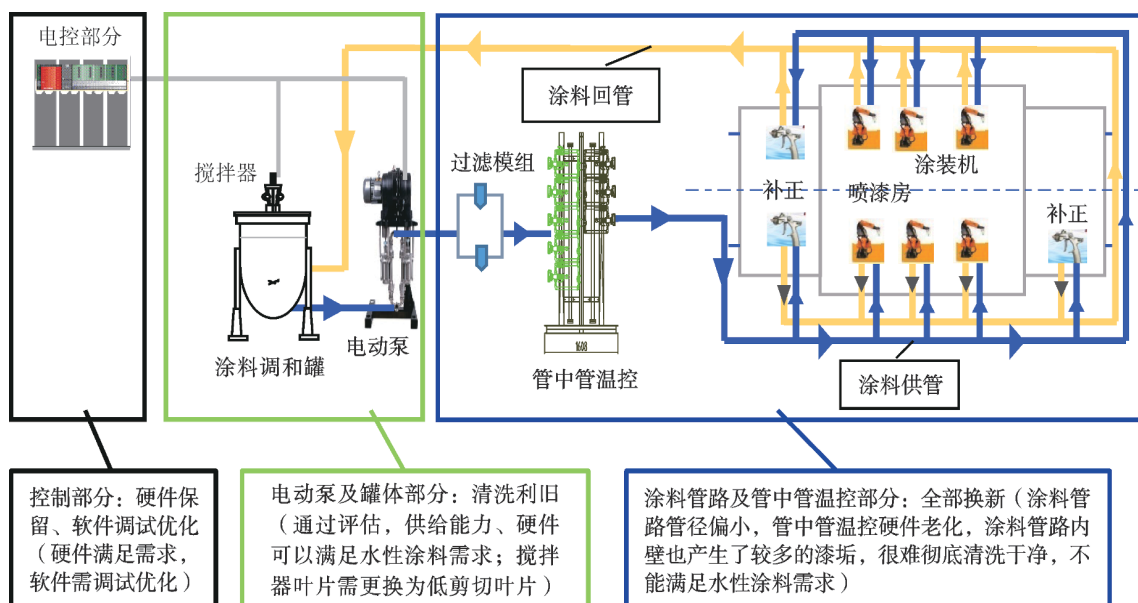 电控部分
涂料回管
搅拌器
过滤模组
涂装机
补正
喷漆房
补正
1608
电动泵
涂料调和罐
管中管温控
涂料供管
控制部分：硬件保
留、软件调试优化
（硬件满足需求，
软件需调试优化）
电动泵及罐体部分：清洗利旧
（通过评估，供给能力、硬件
可以满足水性涂料需求；搅拌
器叶片需更换为低剪切叶片）
涂料管路及管中管温控部分：全部换新（涂料管
路管径偏小，管中管温控硬件老化，涂料管路内
壁也产生了较多的漆垢，很难彻底清洗干净，不
能满足水性涂料需求）